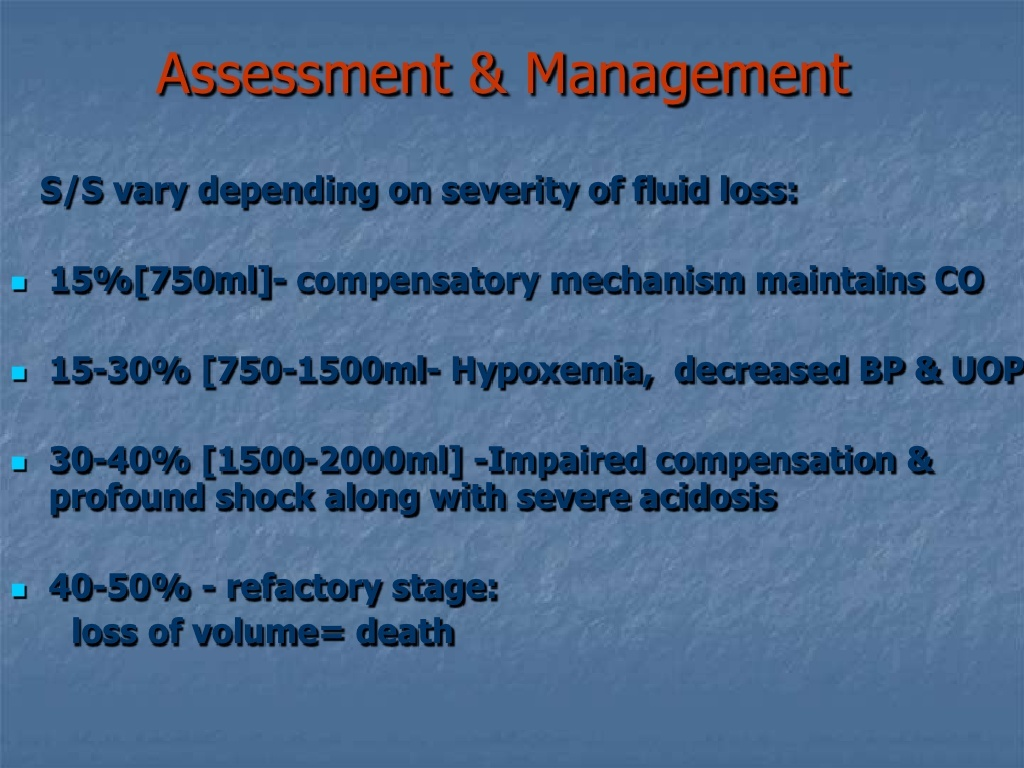 Assessment & Management
S/S vary depending on severity of fluid loss:
15%[750ml]- compensatory mechanism maintains CO
15-30% [750-1500ml- Hypoxemia, decreased BP & UOP
30-40% [1500-2000ml] -Impaired compensation &
profound shock along with severe acidosis
40-50% - refactory stage:
loss of volume= death